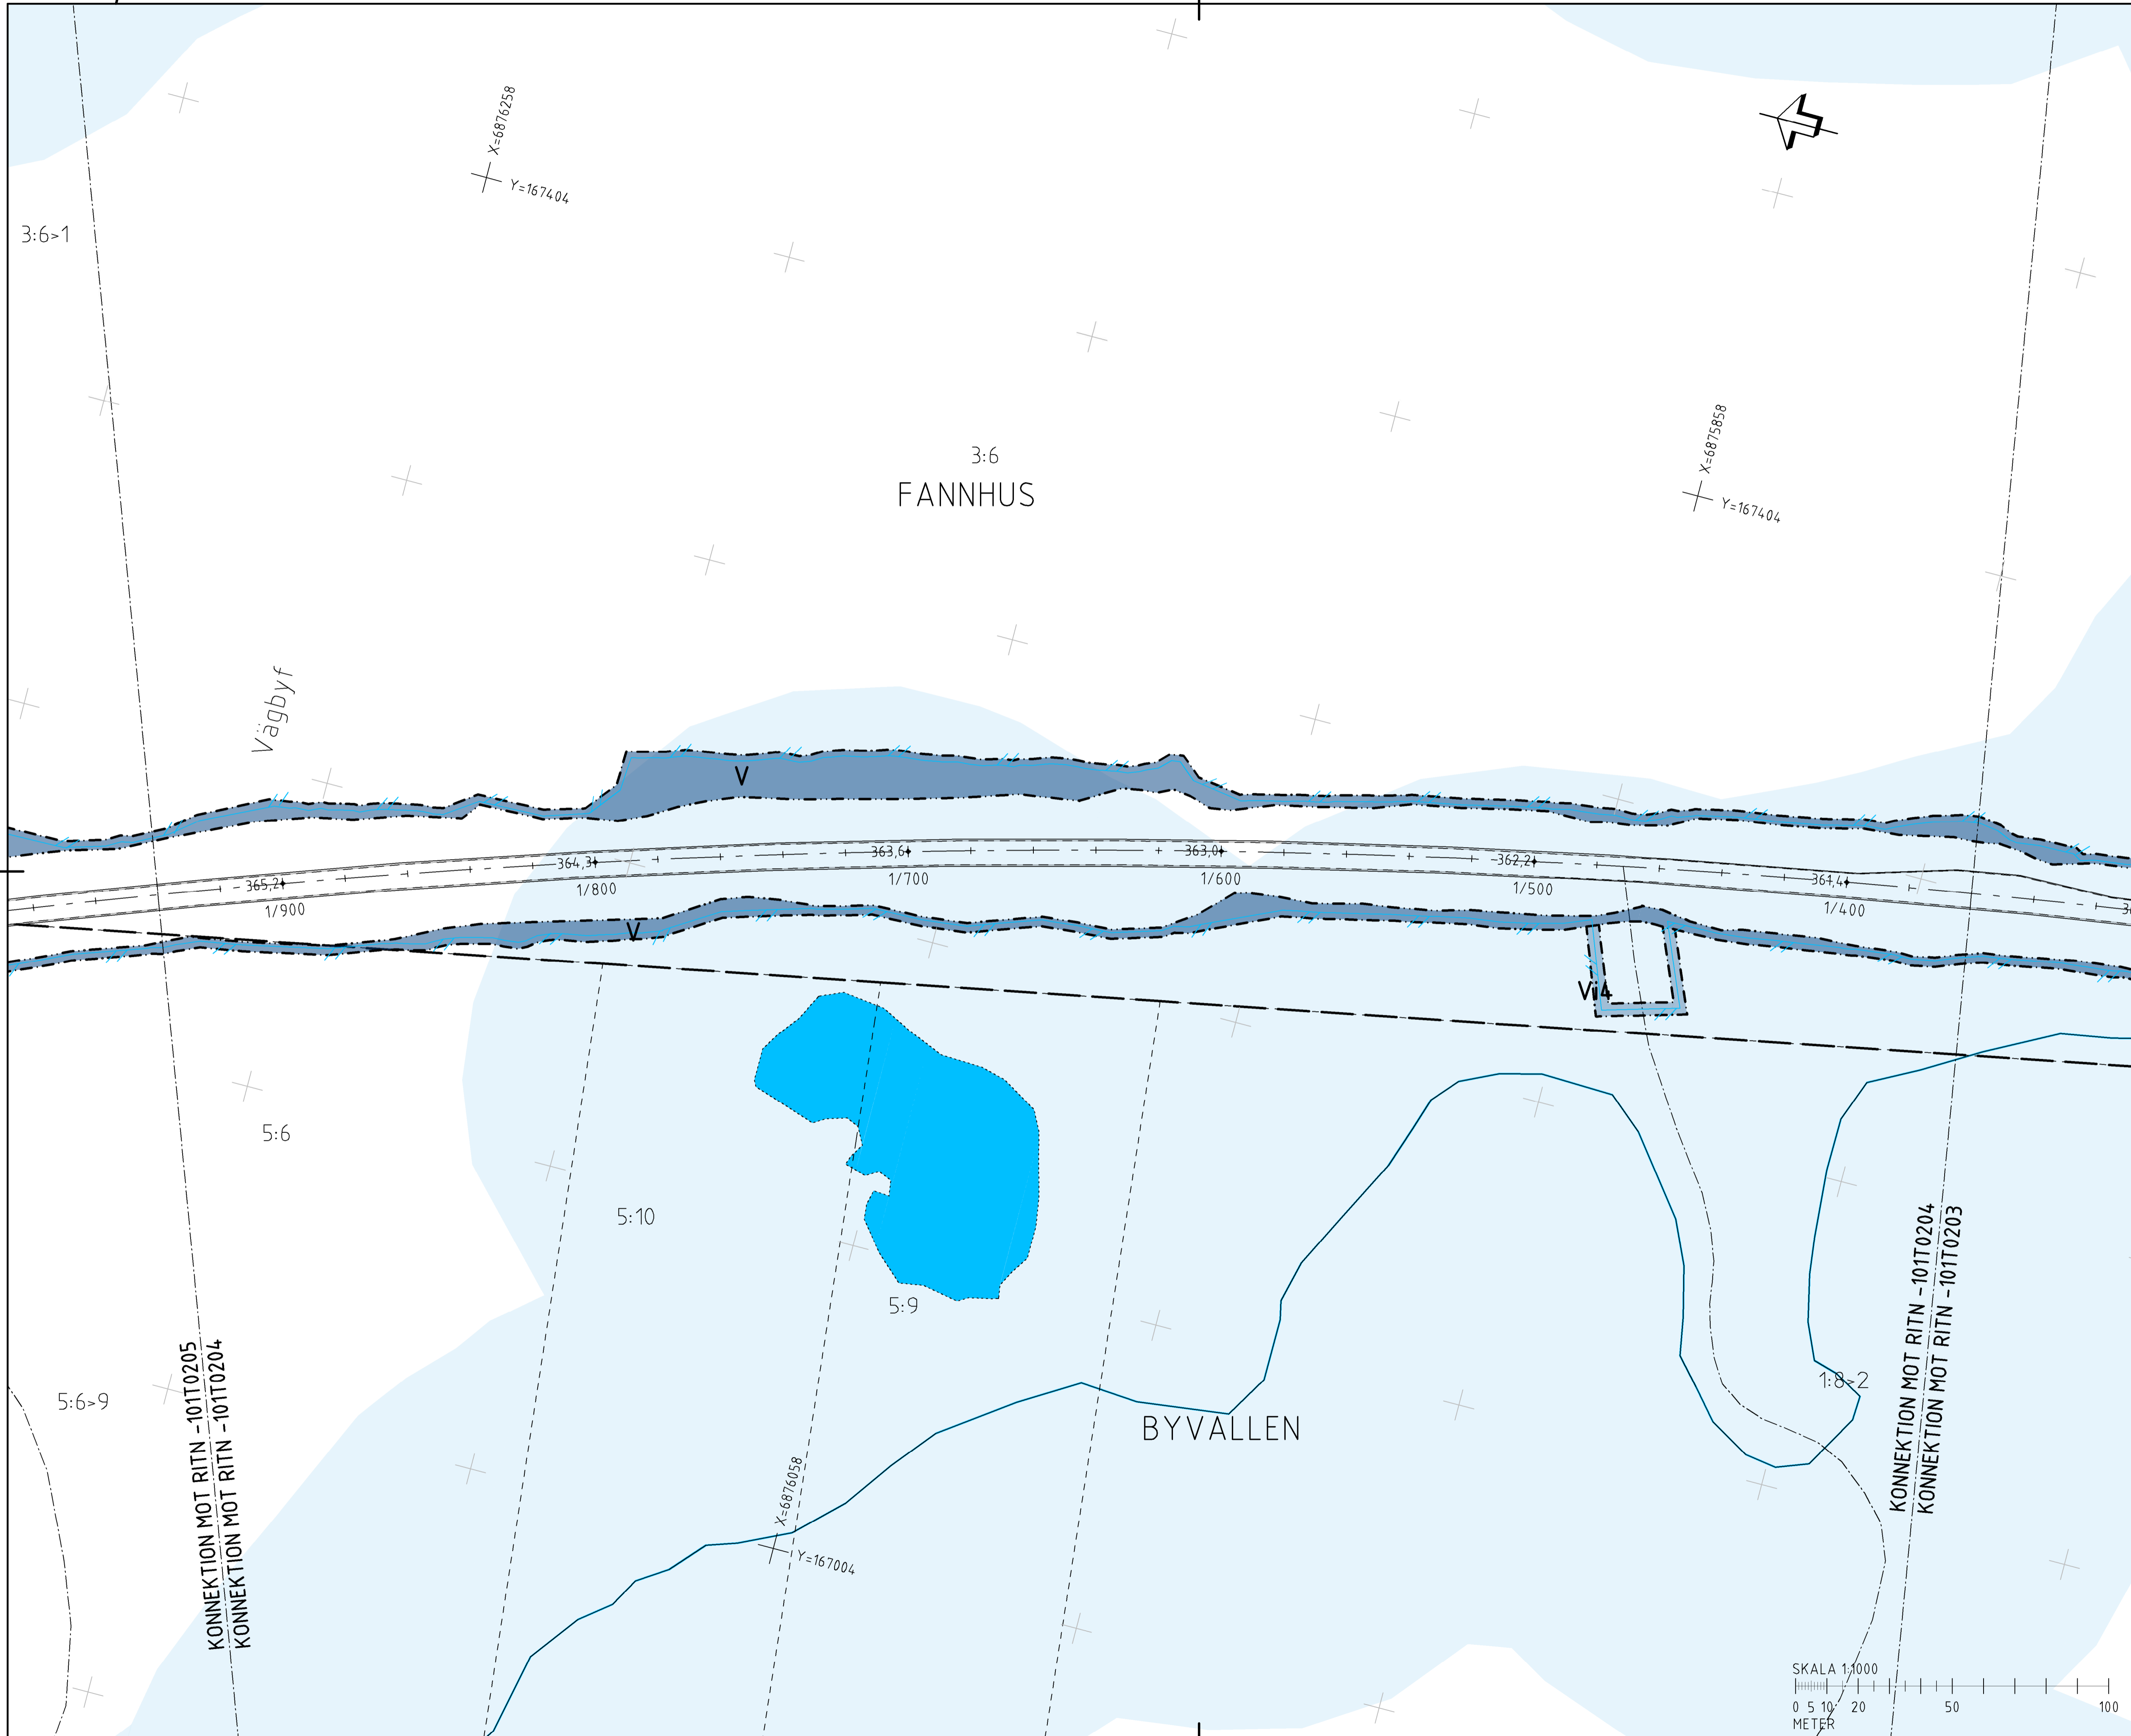 X=6876258
Y=167404
3:6>1
X=6875858
3:6
FANNHUS
Y=167404
Vägbyf
V
364,3
363,6
363,0
362,2
365,2
361,4
1/800
1/700
1/600
1/500
1/900
1/400
V
Vi4
5:6
5:10
5:9
1:8>2
5:6>9
BYVALLEN
KONNEKTION MOT RITN -101T0204
KONNEKTION MOT RITN -101T0203
KONNEKTION MOT RITN -101T0205
KONNEKTION MOT RITN -101T0204
X=6876058
Y=167004
SKALA 1:1000
0 5 10 20 50 100
METER